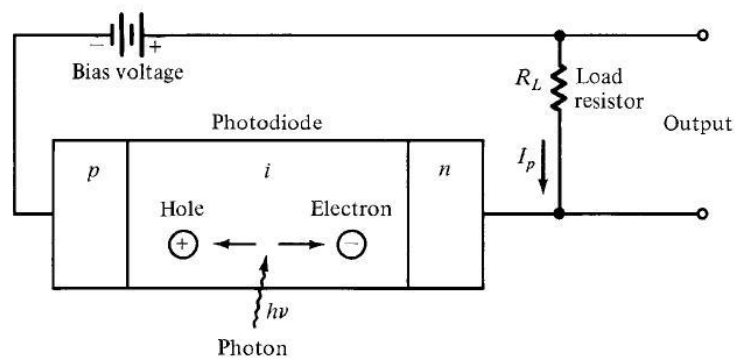 − +
Bias voltage
R_L Load
resistor
Photodiode
Output
I_p
p i n
Hole Electron
+ −
hν
Photon